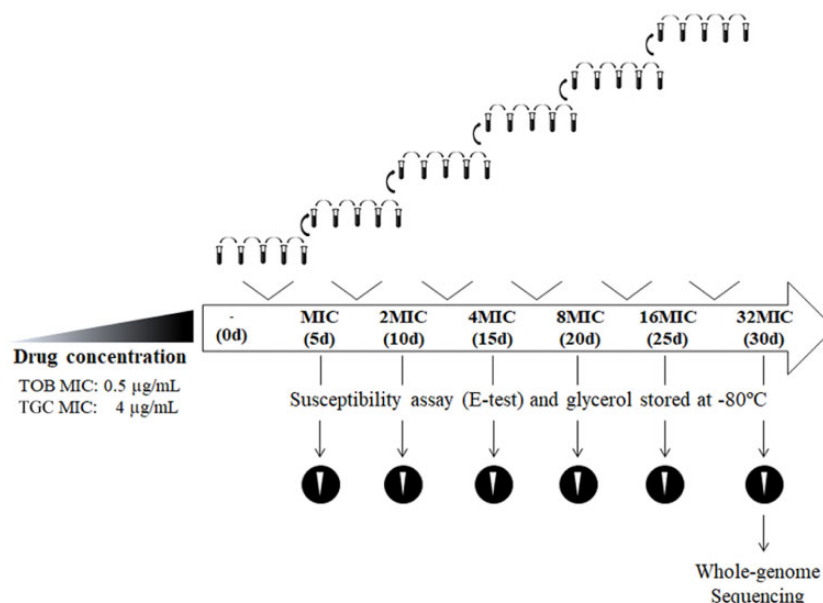 - MIC 2MIC 4MIC 8MIC 16MIC 32MIC
(0d) (5d) (10d) (15d) (20d) (25d) (30d)
Drug concentration
TOB MIC: 0.5 µg/mL
TGC MIC: 4 µg/mL
Susceptibility assay (E-test) and glycerol stored at -80ºC
Whole-genome
Sequencing